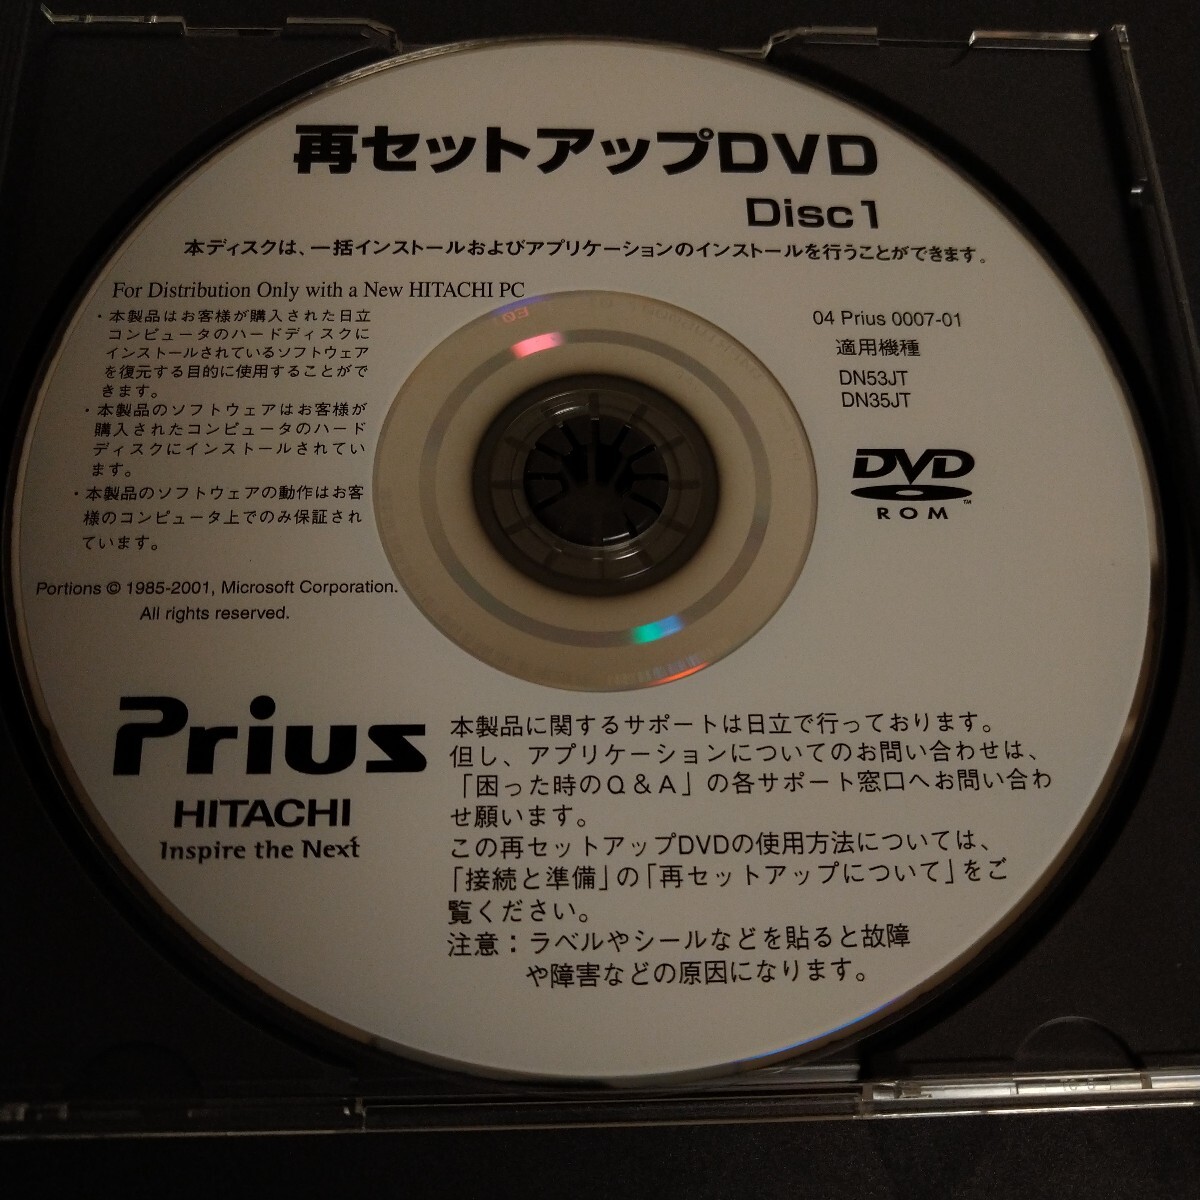 再セットアップDVD
Disc1
本ディスクは、一括インストールおよびアプリケーションのインストールを行うことができます。
For Distribution Only with a New HITACHI PC
・本製品はお客様が購入された日立
コンピュータのハードディスクに
インストールされているソフトウェア
を復元する目的に使用することがで
きます。
・本製品のソフトウェアはお客様が
購入されたコンピュータのハード
ディスクにインストールされてい
ます。
・本製品のソフトウェアの動作はお客
様のコンピュータ上でのみ保証され
ています。
Portions © 1985-2001, Microsoft Corporation.
All rights reserved.
04 Prius 0007-01
適用機種
DN53JT
DN35JT
DVD
™
ROM
Prius
HITACHI
Inspire the Next
本製品に関するサポートは日立で行っております。
但し、アプリケーションについてのお問い合わせは、
「困った時のQ&A」の各サポート窓口へお問い合わ
せ願います。
この再セットアップDVDの使用方法については、
「接続と準備」の「再セットアップについて」をご
覧ください。
注意：ラベルやシールなどを貼ると故障
や障害などの原因になります。